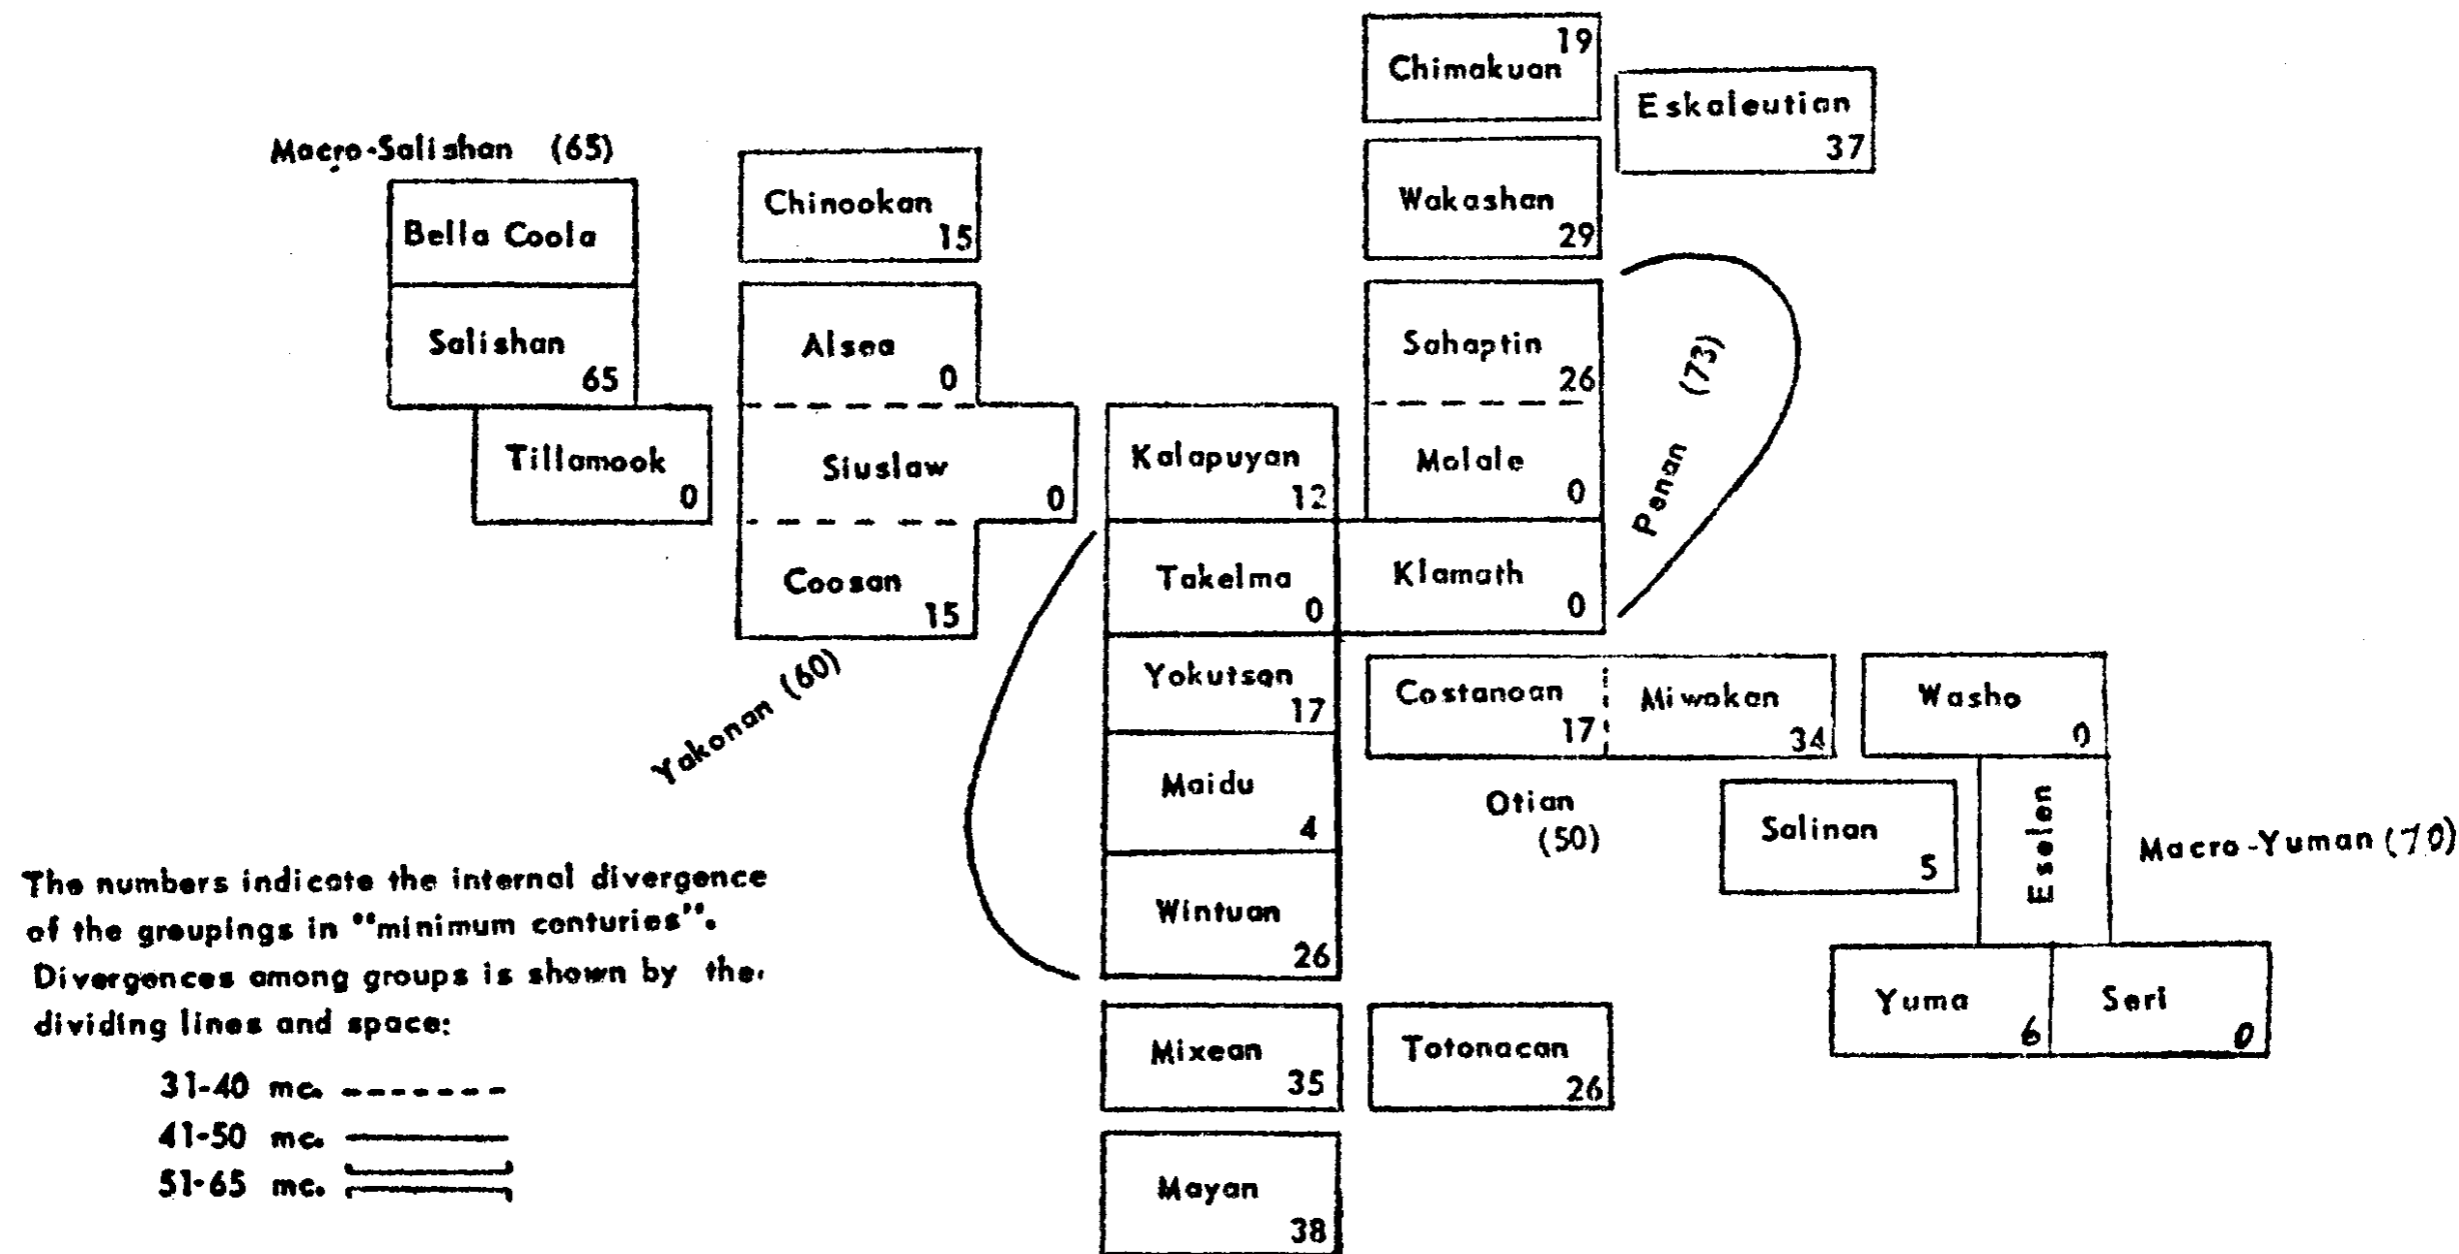 Chimakuan 19
Eskaleutian
37
Macro-Salishan (65)
Bella Coola
Chinookan
15
Wakashan
29
Salishan
65
Alsea
0
Sahaptin
26
Tillamook
0
Siuslaw
0
Kalapuyan
12
Molale
0
Penan (73)
Coosan
15
Takelma
0
Klamath
0
Yakonan (60)
Yokutsan
17
Costanoan
17
Miwokan
34
Washo
0
Maidu
4
Otian
(50)
Salinan
5
Eselen
Macro-Yuman (70)
Wintuan
26
Yuma
6
Seri
0
Mixean
35
Totonacan
26
Mayan
38
The numbers indicate the internal divergence
of the groupings in "minimum centuries".
Divergences among groups is shown by the
dividing lines and space:
31-40 mc.
41-50 mc.
51-65 mc.